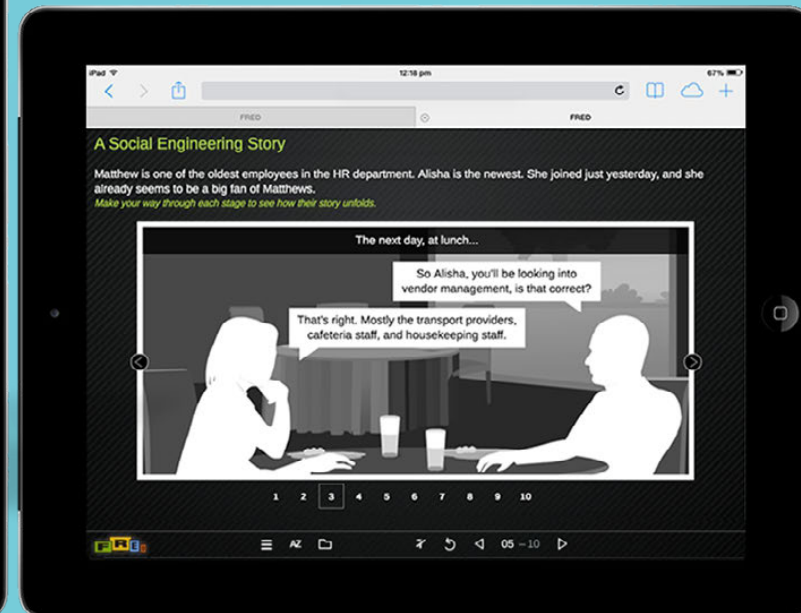 iPad 12:18 pm 67%
FRED FRED
A Social Engineering Story
Matthew is one of the oldest employees in the HR department. Alisha is the newest. She joined just yesterday, and she
already seems to be a big fan of Matthews.
Make your way through each stage to see how their story unfolds.
The next day, at lunch...
So Alisha, you'll be looking into
vendor management, is that correct?
That's right. Mostly the transport providers,
cafeteria staff, and housekeeping staff.
1 2 3 4 5 6 7 8 9 10
FRED AZ 05 – 10